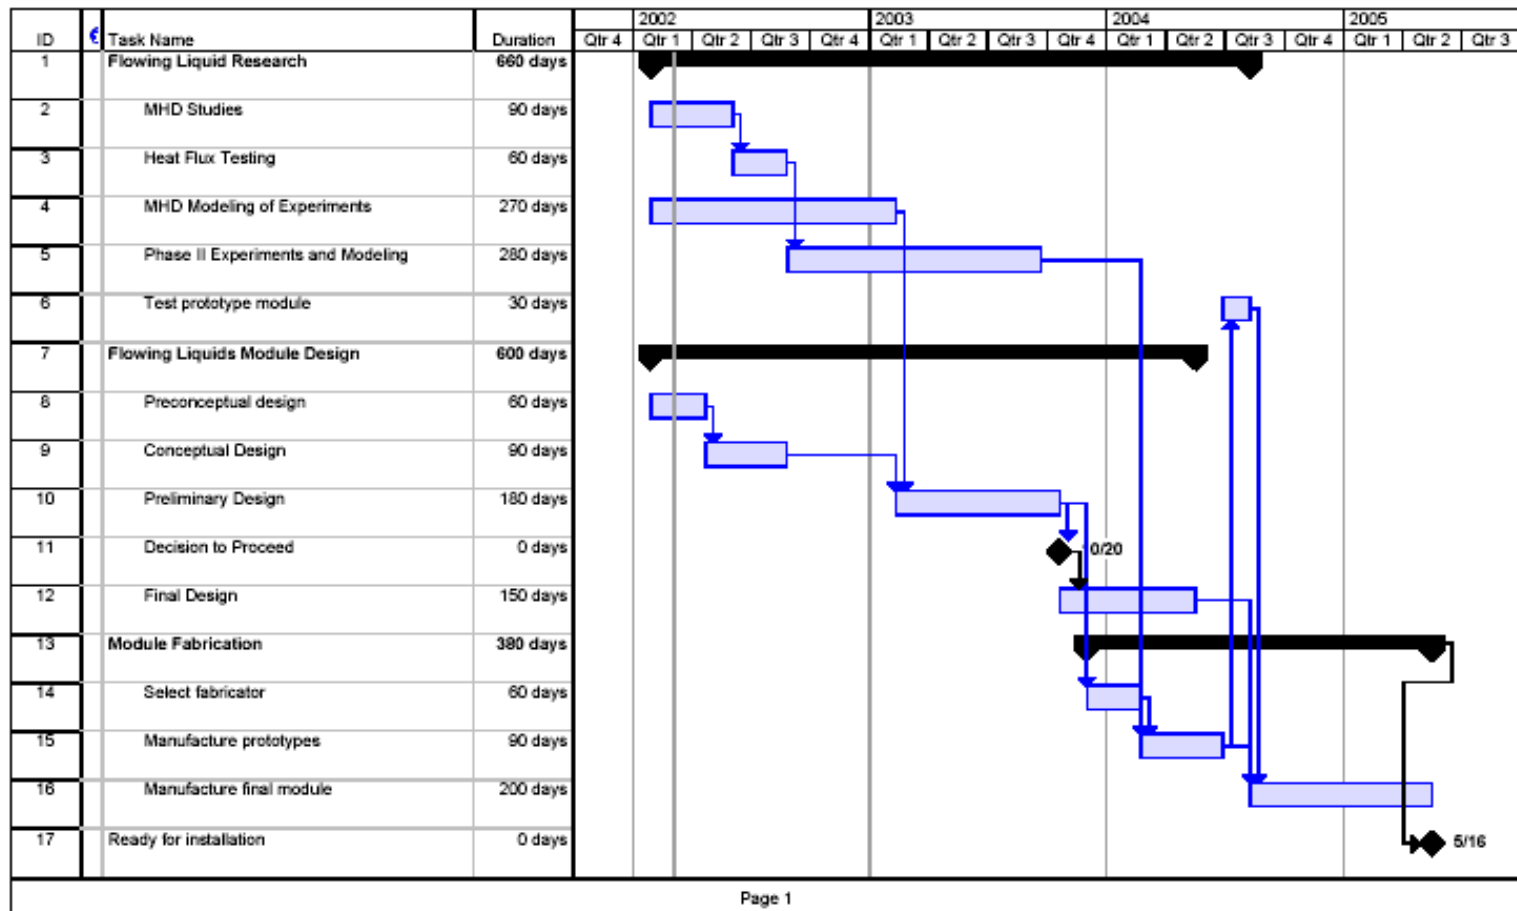 2002 2003 2004 2005
ID Task Name Duration Qtr 4 Qtr 1 Qtr 2 Qtr 3 Qtr 4 Qtr 1 Qtr 2 Qtr 3 Qtr 4 Qtr 1 Qtr 2 Qtr 3 Qtr 4 Qtr 1 Qtr 2 Qtr 3
1 Flowing Liquid Research 660 days
2 MHD Studies 90 days
3 Heat Flux Testing 60 days
4 MHD Modeling of Experiments 270 days
5 Phase II Experiments and Modeling 280 days
6 Test prototype module 30 days
7 Flowing Liquids Module Design 600 days
8 Preconceptual design 60 days
9 Conceptual Design 90 days
10 Preliminary Design 180 days
11 Decision to Proceed 0 days 10/20
12 Final Design 150 days
13 Module Fabrication 380 days
14 Select fabricator 60 days
15 Manufacture prototypes 90 days
16 Manufacture final module 200 days
17 Ready for installation 0 days 5/16
Page 1